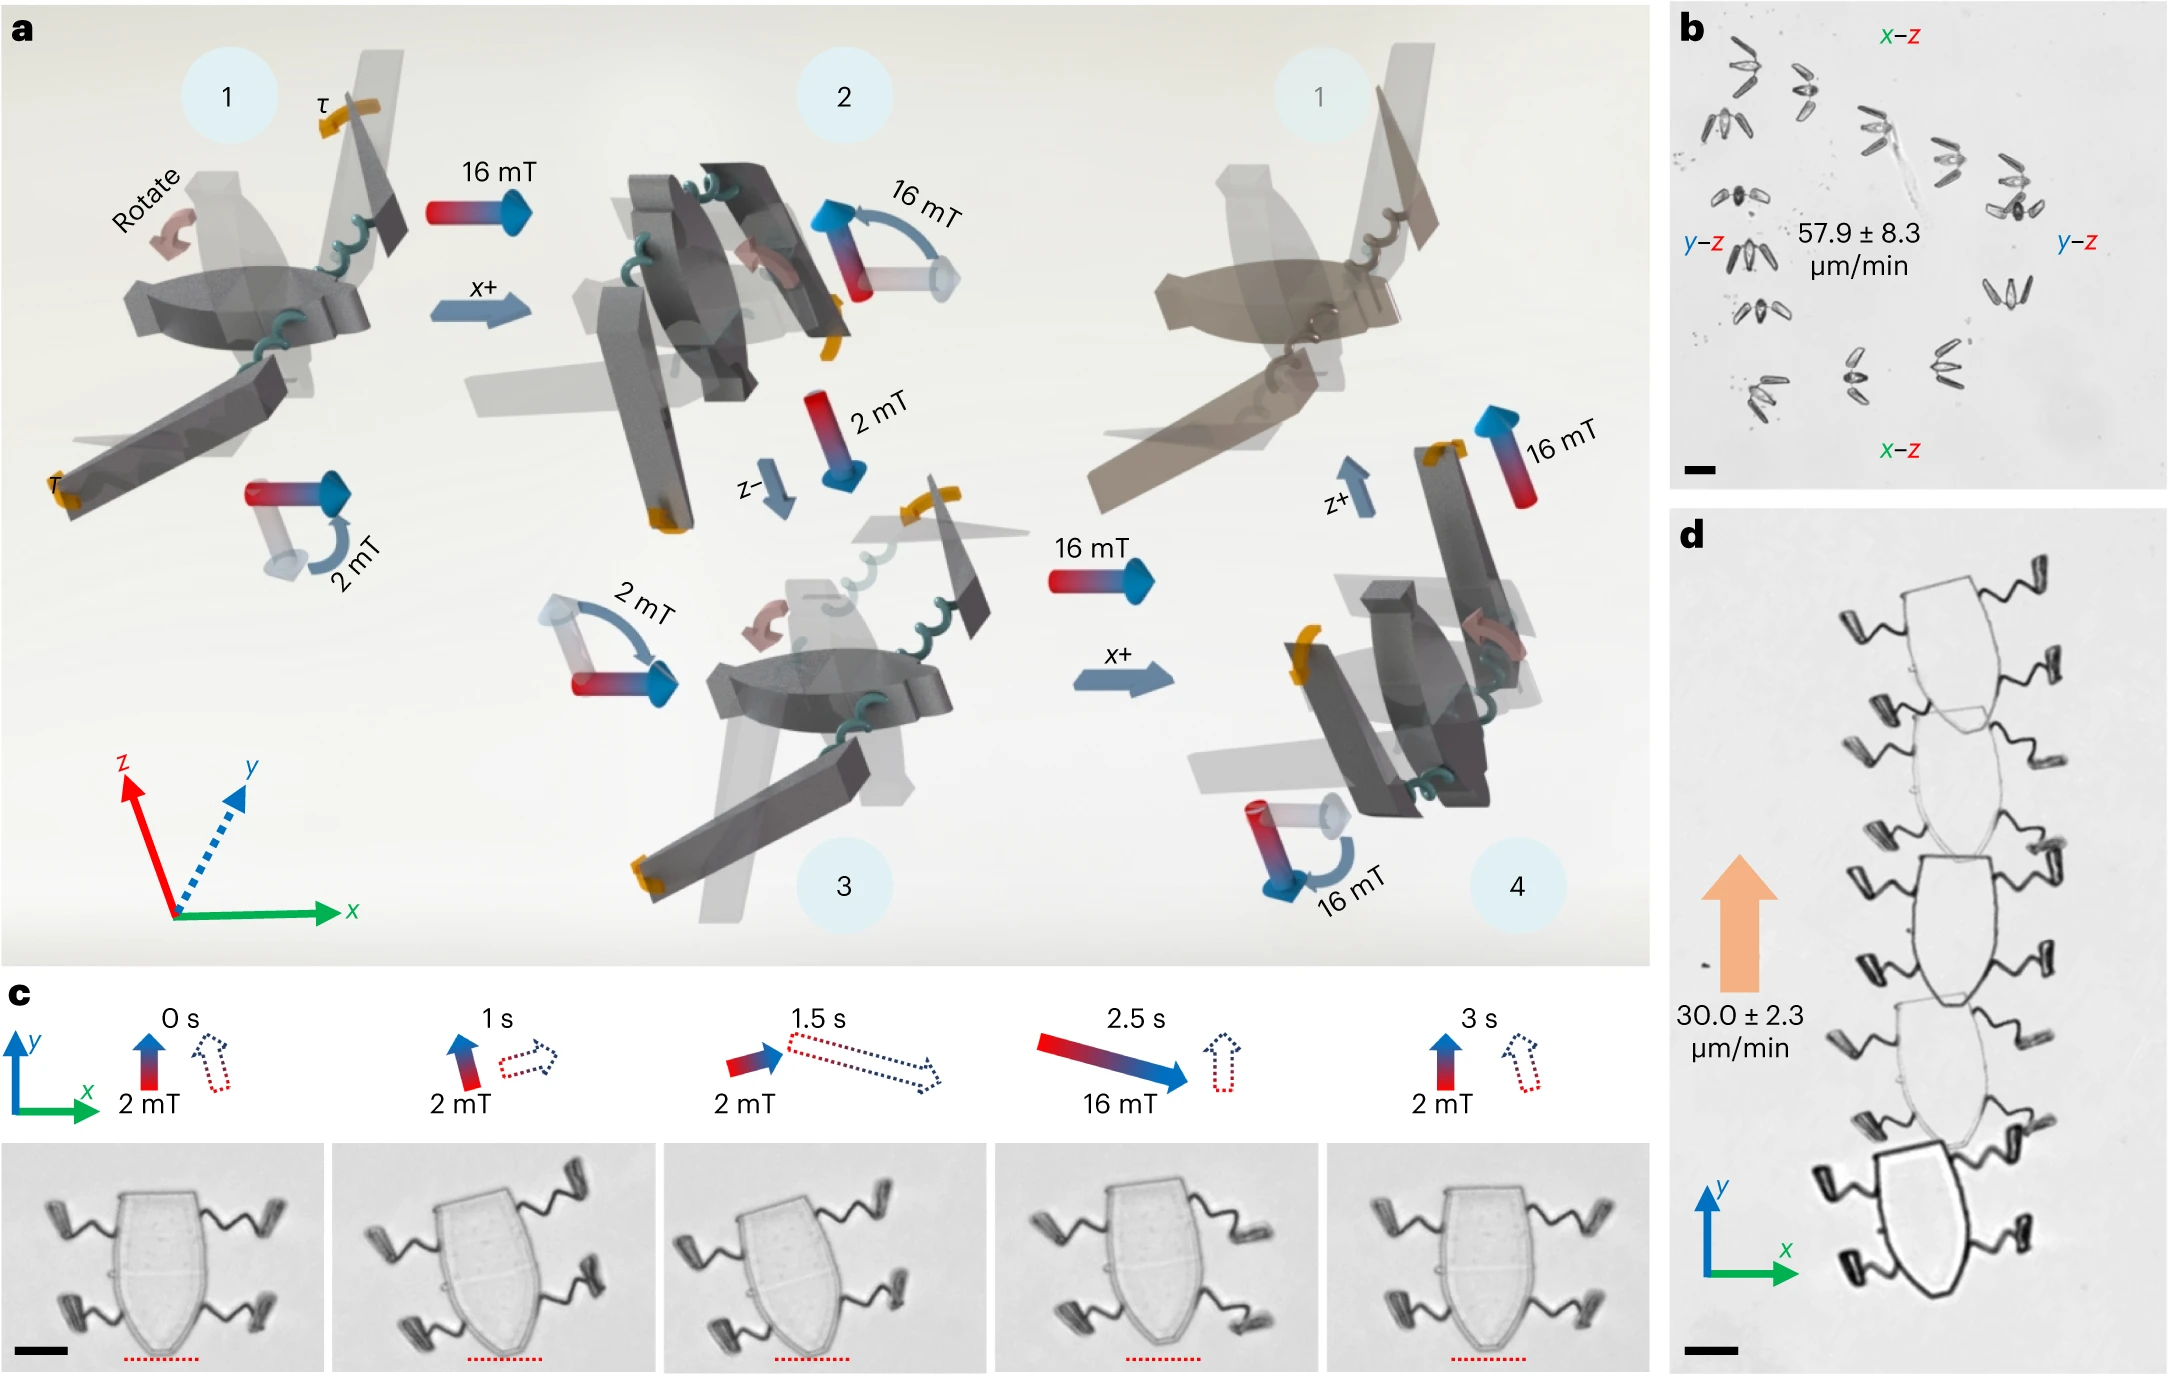 a
1
2
1
τ
Rotate
16 mT
x+
16 mT
2 mT
τ
2 mT
z−
2 mT
16 mT
x+
z+
16 mT
16 mT
3
4
z
y
x
b
x–z
y–z
57.9 ± 8.3
µm/min
y–z
x–z
c
y
x
0 s
2 mT
1 s
2 mT
1.5 s
2 mT
2.5 s
16 mT
3 s
2 mT
d
30.0 ± 2.3
µm/min
y
x